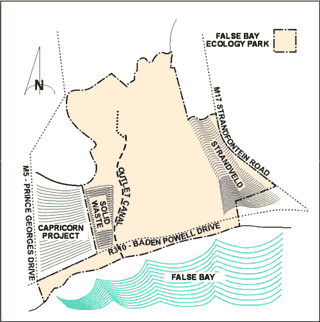 FALSE BAY
ECOLOGY PARK
N
M17 STRANDFONTEIN ROAD
STRANDVELD
OUTLET CANAL
SOLID
WASTE
M5 - PRINCE GEORGES DRIVE
CAPRICORN
PROJECT
R310 - BADEN POWELL DRIVE
FALSE BAY